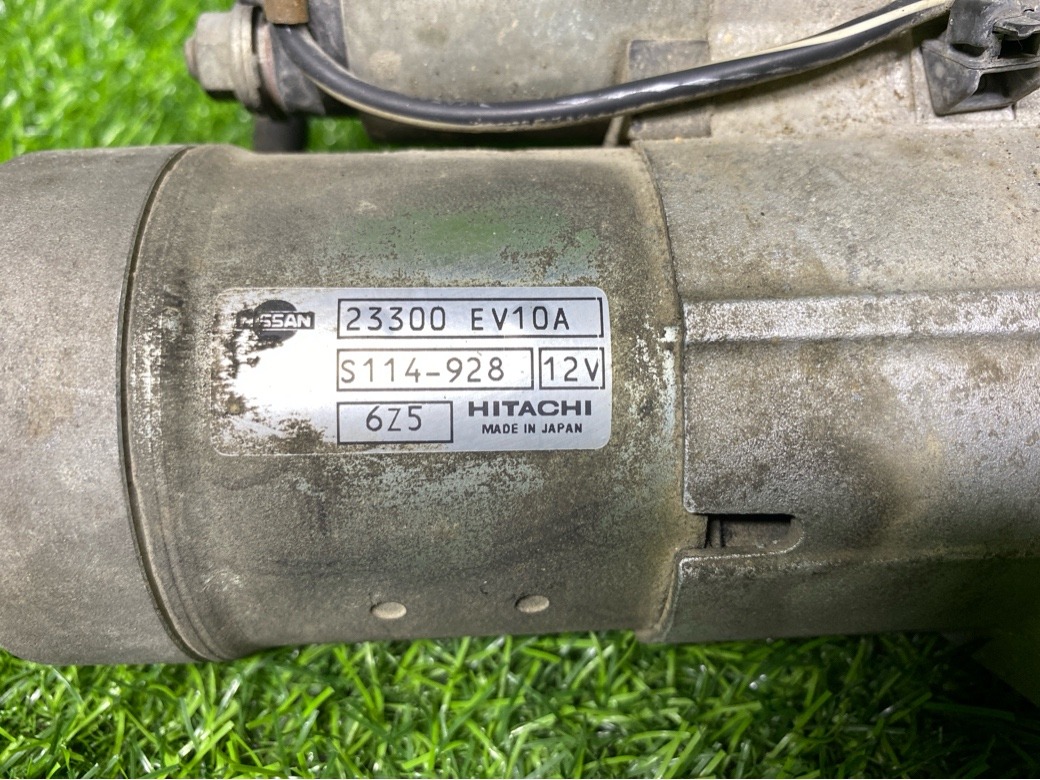 NISSAN
23300 EV10A
S114-928 12V
6Z5 HITACHI
MADE IN JAPAN